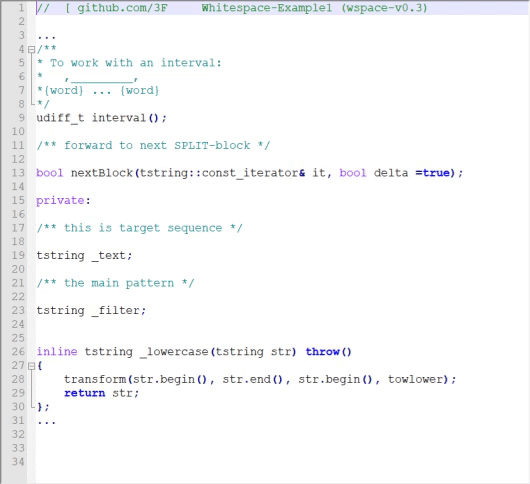 1 // [ github.com/3F Whitespace-Example1 (wspace-v0.3)
2
3 ...
4 /**
5 * To work with an interval:
6 * ,_________,
7 *{word} ... {word}
8 */
9 udiff_t interval();
10
11 /** forward to next SPLIT-block */
12
13 bool nextBlock(tstring::const_iterator& it, bool delta =true);
14
15 private:
16
17 /** this is target sequence */
18
19 tstring _text;
20
21 /** the main pattern */
22
23 tstring _filter;
24
25
26 inline tstring _lowercase(tstring str) throw()
27 {
28 transform(str.begin(), str.end(), str.begin(), towlower);
29 return str;
30 };
31 ...
32
33
34